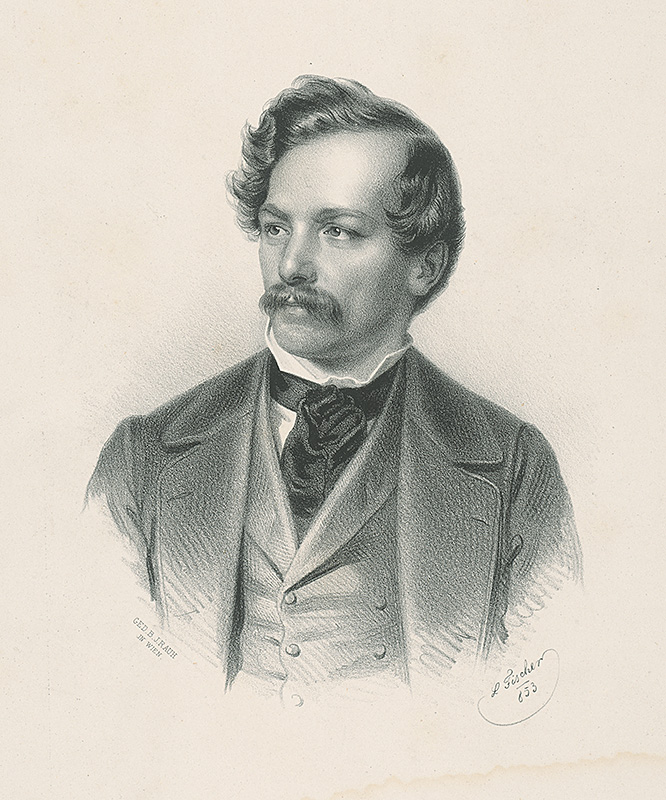 GED. B. J. RAUH
IN WIEN.
L. Fischer
853